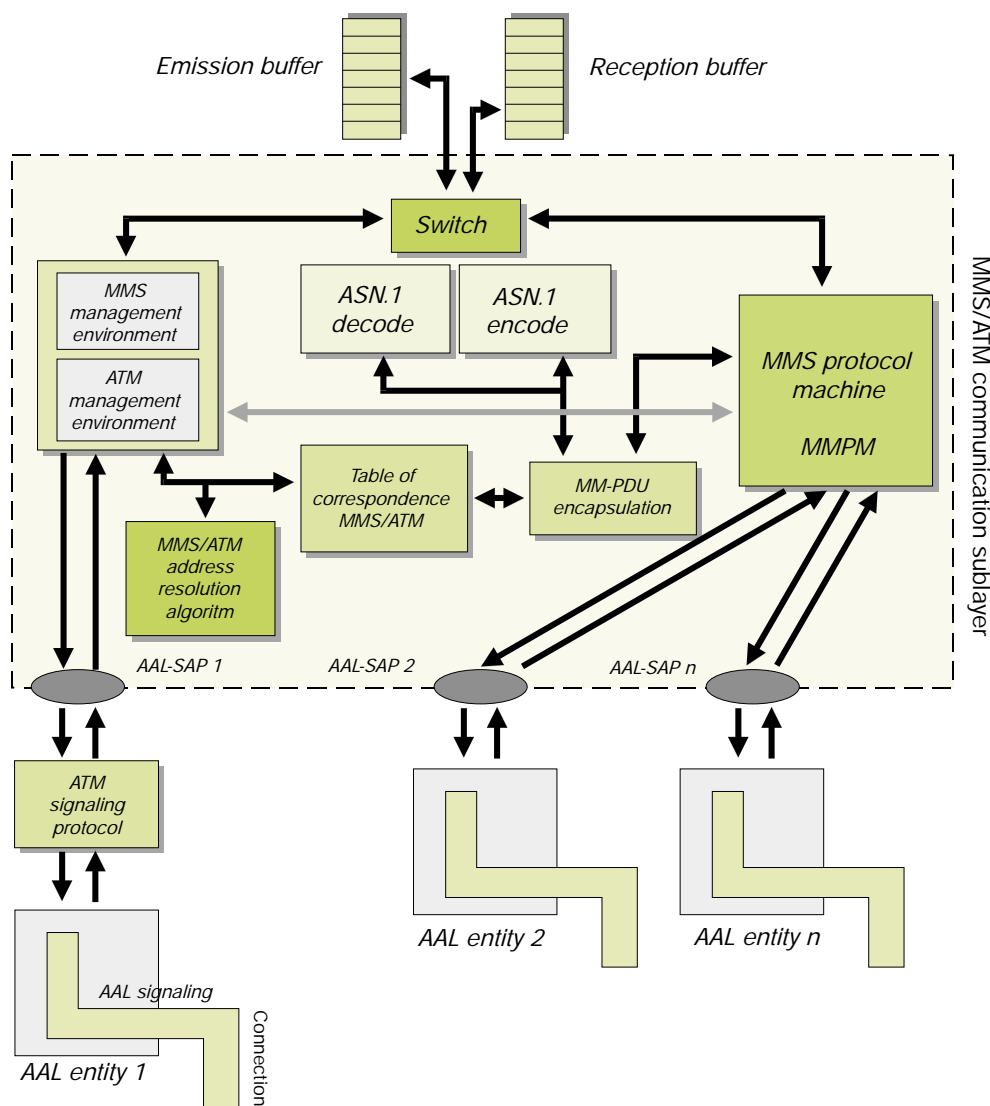 Emission buffer
Reception buffer
Switch
MMS
management
environment
ATM
management
environment
ASN.1
decode
ASN.1
encode
MMS protocol
machine
MMPM
MMS/ATM communication sublayer
Table of
correspondence
MMS/ATM
MM-PDU
encapsulation
MMS/ATM
address
resolution
algoritm
AAL-SAP 1
AAL-SAP 2
AAL-SAP n
ATM
signaling
protocol
AAL entity 2
AAL entity n
AAL signaling
Connection
AAL entity 1